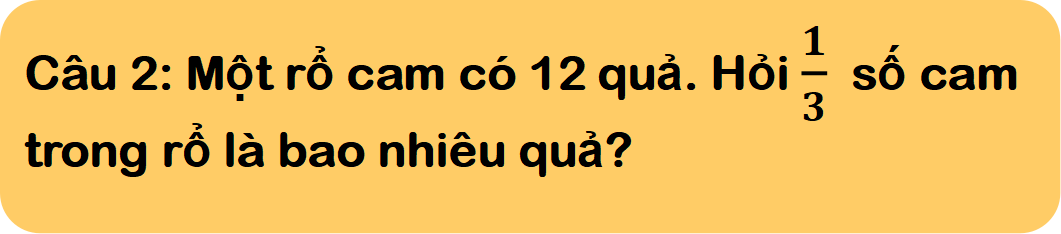 Câu 2: Một rổ cam có 12 quả. Hỏi 1/3 số cam
trong rổ là bao nhiêu quả?